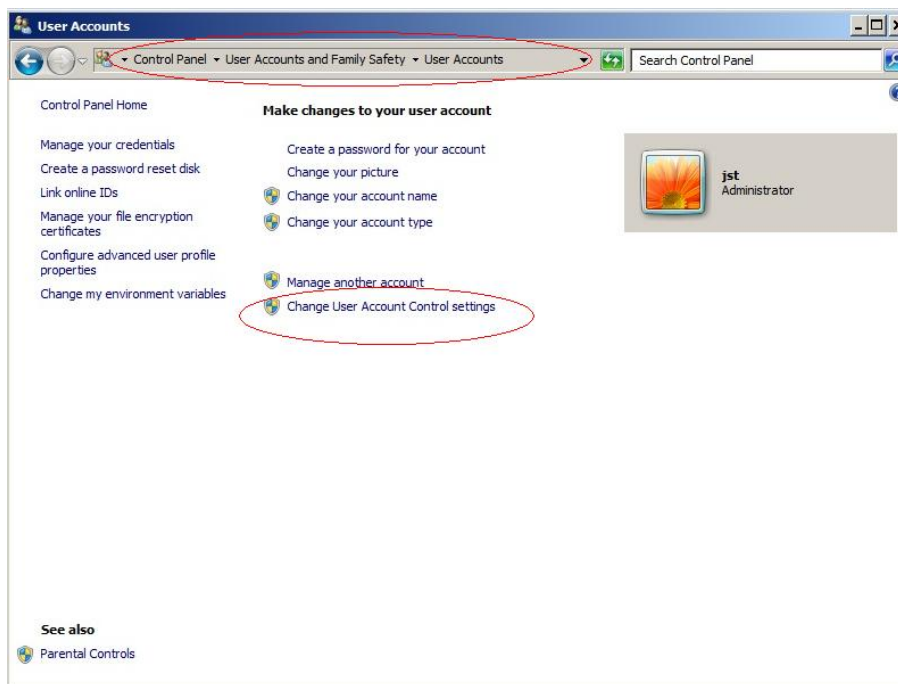 User Accounts
Control Panel User Accounts and Family Safety User Accounts
Search Control Panel
Control Panel Home
Manage your credentials
Create a password reset disk
Link online IDs
Manage your file encryption
certificates
Configure advanced user profile
properties
Change my environment variables
Make changes to your user account
Create a password for your account
Change your picture
Change your account name
Change your account type
Manage another account
Change User Account Control settings
jst
Administrator
See also
Parental Controls